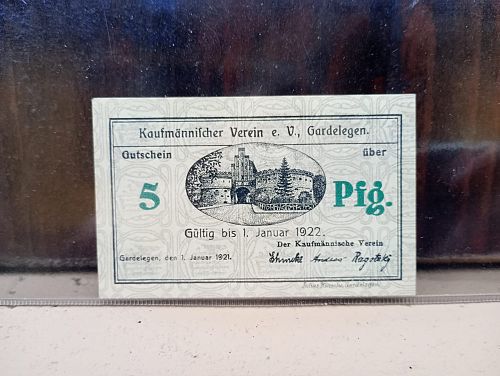 Kaufmännischer Verein e. V., Gardelegen.
Gutschein über
5 Pfg.
Gültig bis 1. Januar 1922.
Der Kaufmännische Verein
Gardelegen, den 1. Januar 1921.
Gardelegen